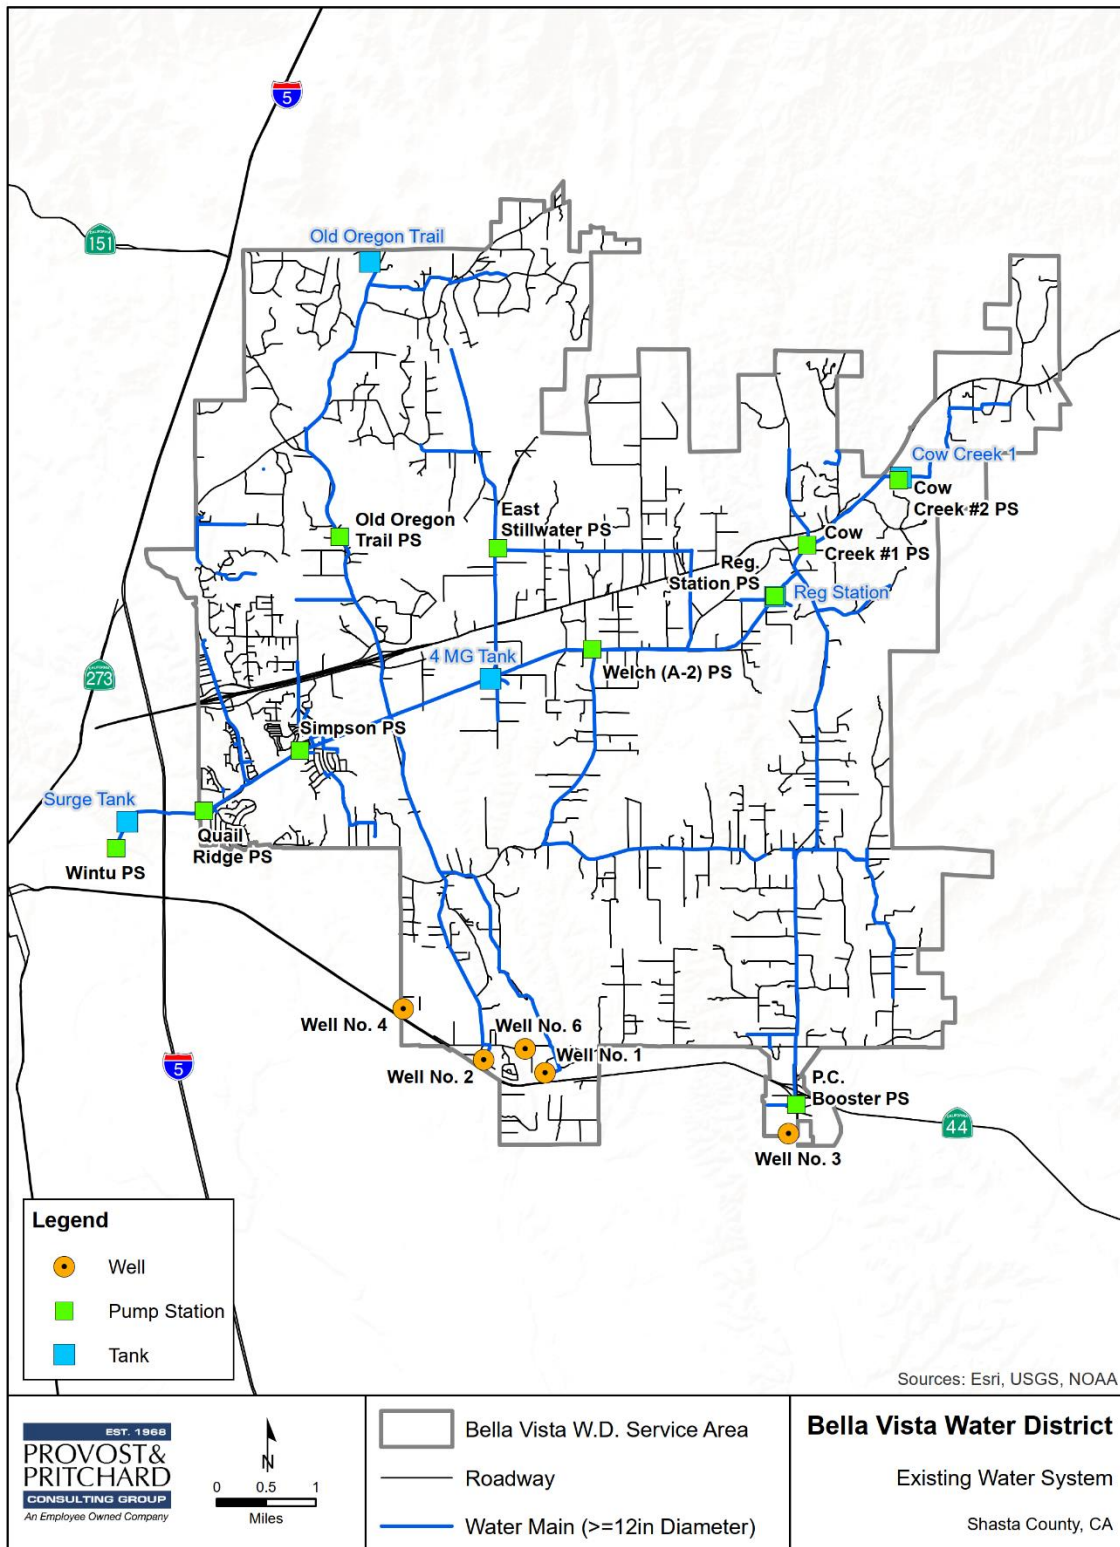 5
CALIFORNIA
151
Old Oregon Trail
Cow Creek 1
Cow
Creek #2 PS
East
Stillwater PS
Old Oregon
Trail PS
Cow
Creek #1 PS
Reg.
Station PS
Reg Station
CALIFORNIA
273
4 MG Tank
Welch (A-2) PS
Simpson PS
Surge Tank
Quail
Ridge PS
Wintu PS
Well No. 4
Well No. 6
Well No. 1
Well No. 2
5
P.C.
Booster PS
CALIFORNIA
44
Well No. 3
Legend
Well
Pump Station
Tank
Sources: Esri, USGS, NOAA
EST. 1968
PROVOST&
PRITCHARD
CONSULTING GROUP
An Employee Owned Company
N
0 0.5 1
Miles
Bella Vista W.D. Service Area
Roadway
Water Main (>=12in Diameter)
Bella Vista Water District
Existing Water System
Shasta County, CA